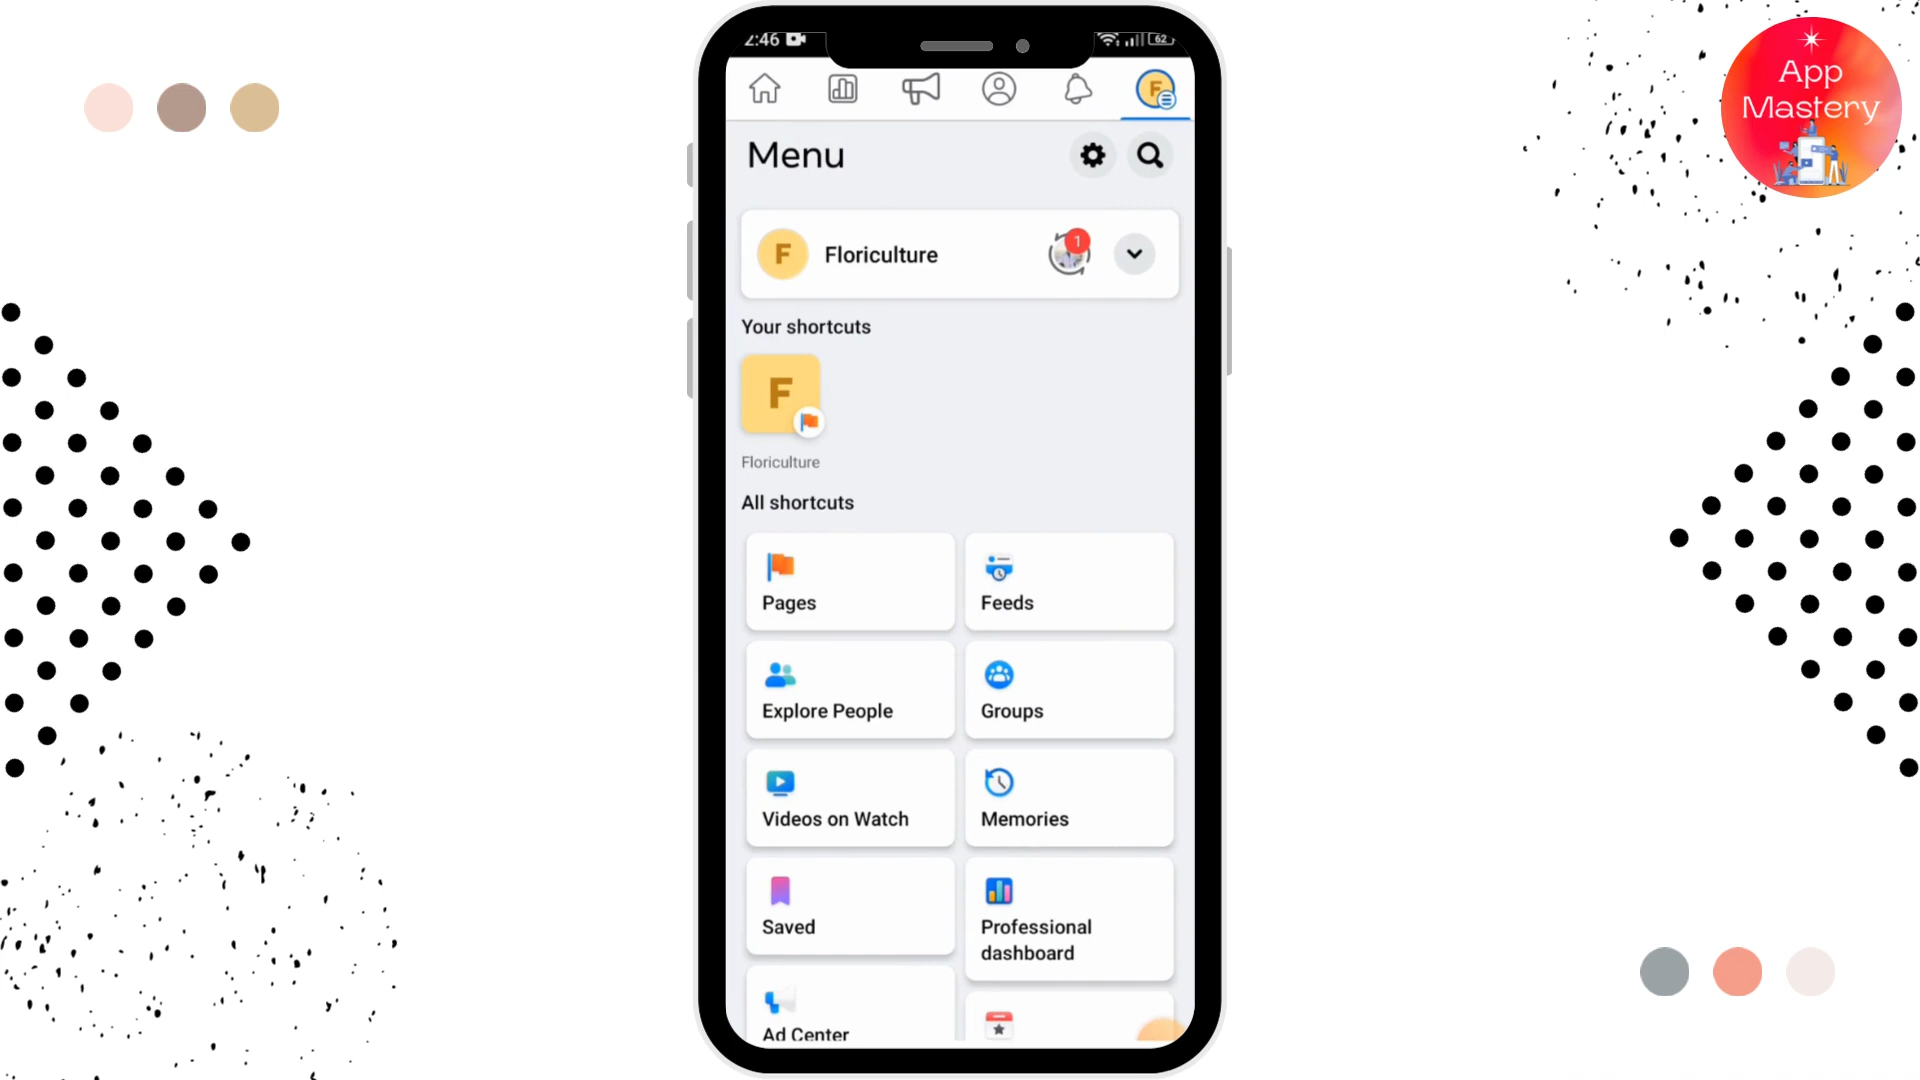 2:46
62
App
Mastery
F
Menu
F
Floriculture
1
Your shortcuts
F
Floriculture
All shortcuts
Pages
Feeds
Explore People
Groups
Videos on Watch
Memories
Saved
Professional
dashboard
Ad Center